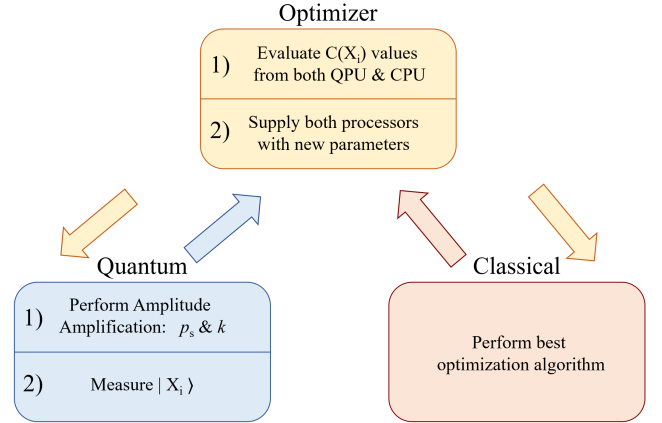 Optimizer
1) Evaluate C(Xᵢ) values
from both QPU & CPU
2) Supply both processors
with new parameters
Quantum
1) Perform Amplitude
Amplification: pₛ & k
2) Measure | Xᵢ ⟩
Classical
Perform best
optimization algorithm